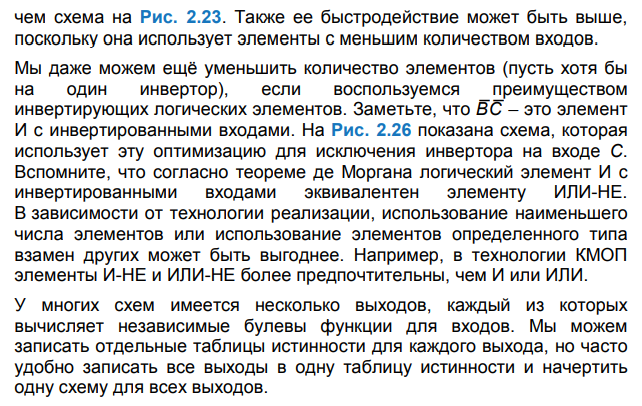 чем схема на Рис. 2.23. Также ее быстродействие может быть выше,
поскольку она использует элементы с меньшим количеством входов.
Мы даже можем ещё уменьшить количество элементов (пусть хотя бы
на один инвертор), если воспользуемся преимуществом
инвертирующих логических элементов. Заметьте, что B̅C̅ – это элемент
И с инвертированными входами. На Рис. 2.26 показана схема, которая
использует эту оптимизацию для исключения инвертора на входе C.
Вспомните, что согласно теореме де Моргана логический элемент И с
инвертированными входами эквивалентен элементу ИЛИ-НЕ.
В зависимости от технологии реализации, использование наименьшего
числа элементов или использование элементов определенного типа
взамен других может быть выгоднее. Например, в технологии КМОП
элементы И-НЕ и ИЛИ-НЕ более предпочтительны, чем И или ИЛИ.
У многих схем имеется несколько выходов, каждый из которых
вычисляет независимые булевы функции для входов. Мы можем
записать отдельные таблицы истинности для каждого выхода, но часто
удобно записать все выходы в одну таблицу истинности и начертить
одну схему для всех выходов.